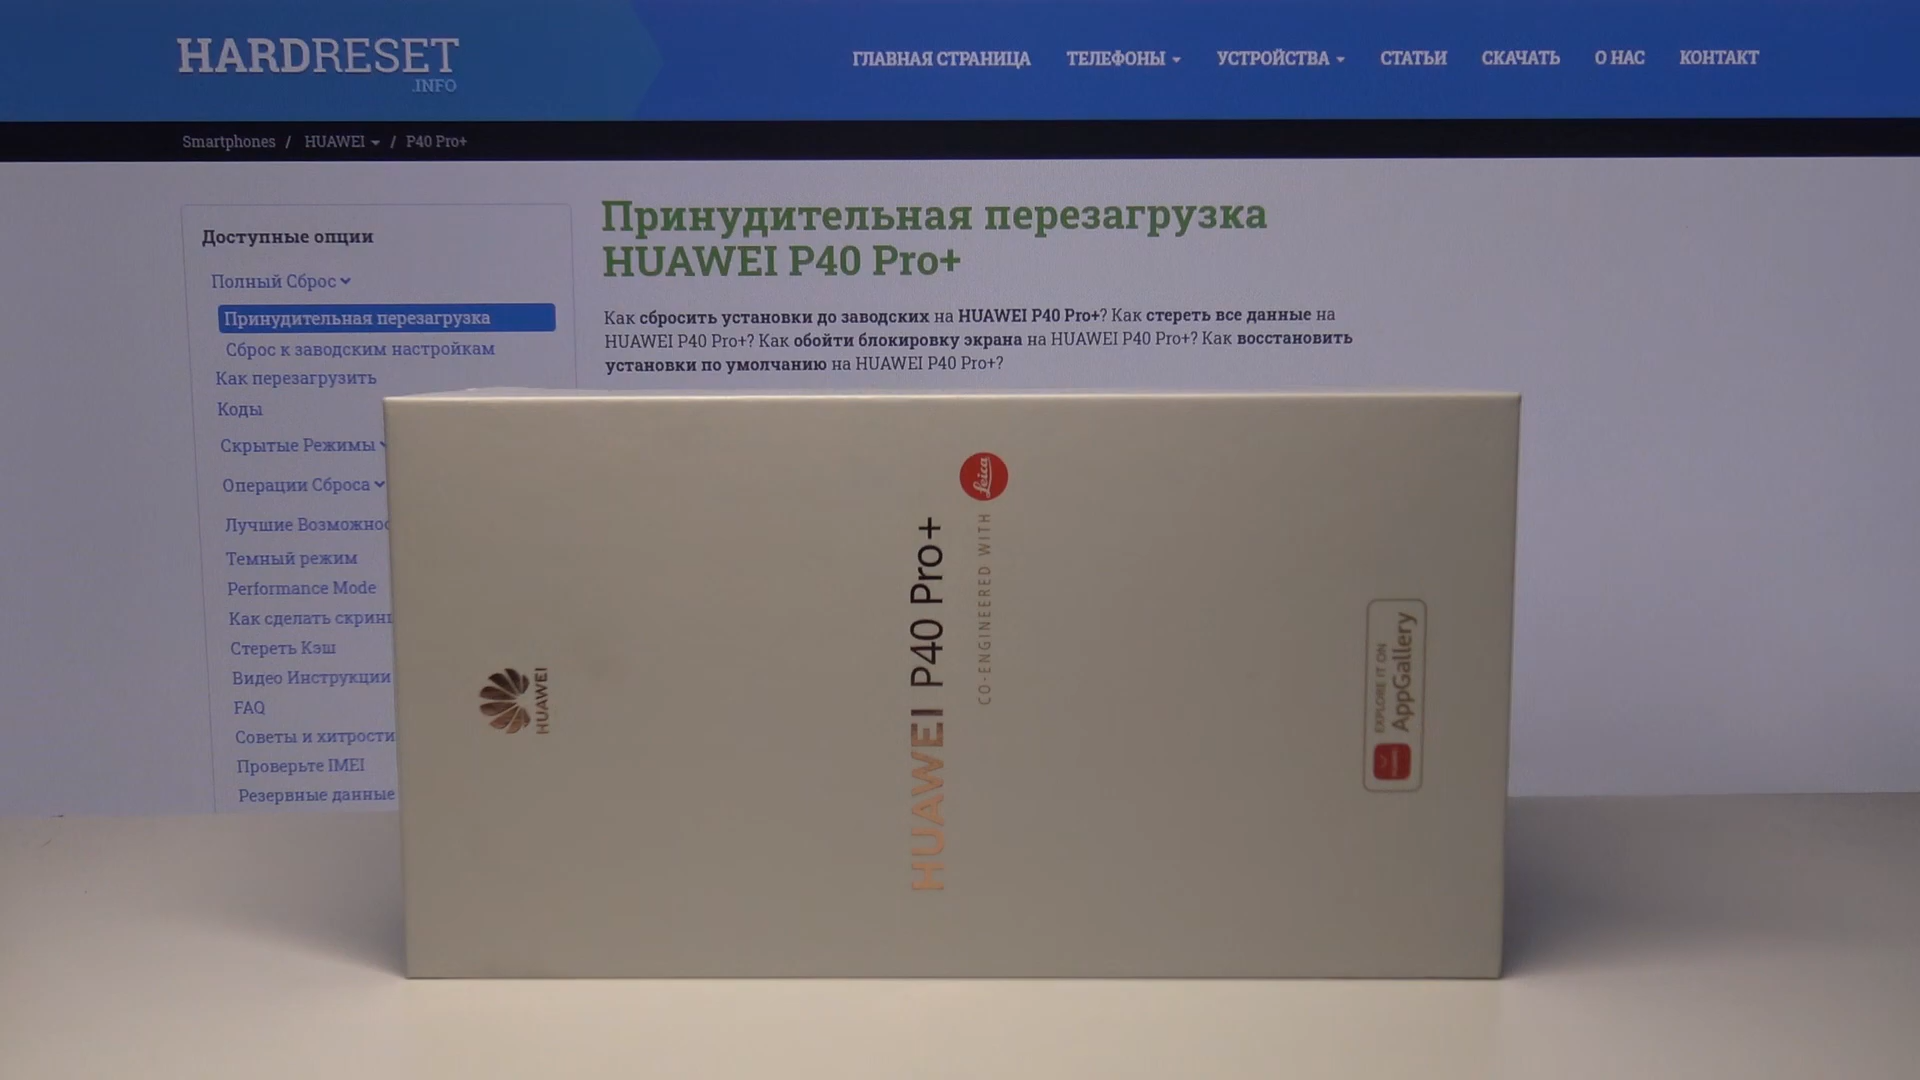 HARDRESET
.INFO
ГЛАВНАЯ СТРАНИЦА ТЕЛЕФОНЫ УСТРОЙСТВА СТАТЬИ СКАЧАТЬ О НАС КОНТАКТ
Smartphones / HUAWEI / P40 Pro+
Доступные опции
Полный Сброс
Принудительная перезагрузка
Сброс к заводским настройкам
Как перезагрузить
Коды
Скрытые Режимы
Операции Сброса
Лучшие
Темный режим
Performance Mode
Как сделать
Стереть Кэш
Видео Инструкции
FAQ
Советы и хитрости
Проверьте IMEI
Резервные данные
Принудительная перезагрузка
HUAWEI P40 Pro+
Как сбросить установки до заводских на HUAWEI P40 Pro+? Как стереть все данные на
HUAWEI P40 Pro+? Как обойти блокировку экрана на HUAWEI P40 Pro+? Как восстановить
установки по умолчанию на HUAWEI P40 Pro+?
HUAWEI
HUAWEI P40 Pro+
CO-ENGINEERED WITH Leica
EXPLORE IT ON
AppGallery